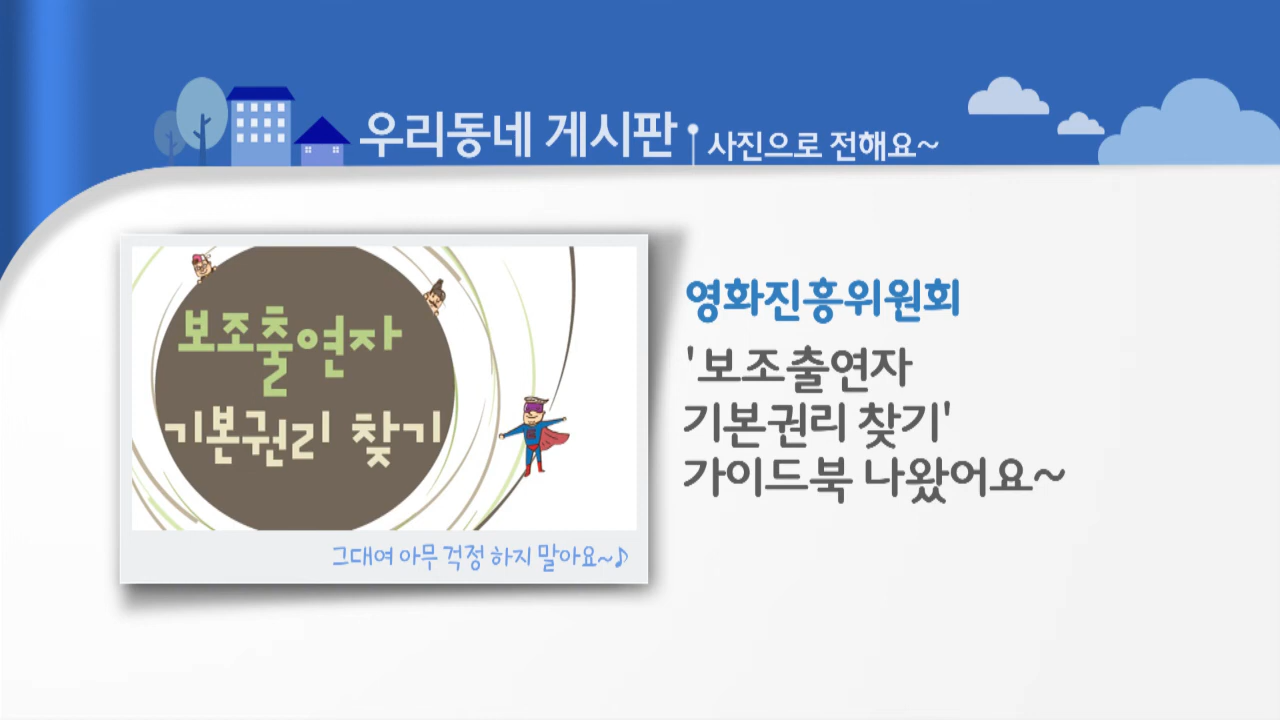 우리동네 게시판 사진으로 전해요~
보조출연자
기본권리 찾기
그대여 아무 걱정 하지 말아요~♪
영화진흥위원회
'보조출연자
기본권리 찾기'
가이드북 나왔어요~